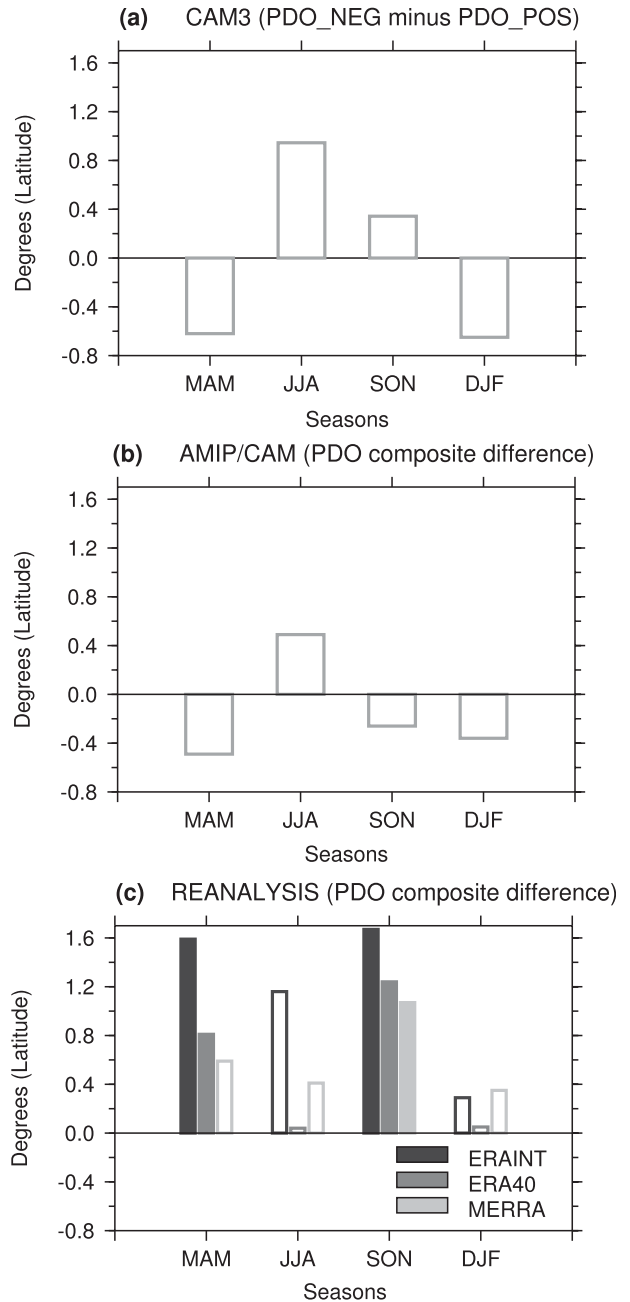 (a) CAM3 (PDO_NEG minus PDO_POS)
1.6
1.2
0.8
0.4
0.0
-0.4
-0.8
Degrees (Latitude)
MAM JJA SON DJF
Seasons
(b) AMIP/CAM (PDO composite difference)
1.6
1.2
0.8
0.4
0.0
-0.4
-0.8
Degrees (Latitude)
MAM JJA SON DJF
Seasons
(c) REANALYSIS (PDO composite difference)
1.6
1.2
0.8
0.4
0.0
-0.4
-0.8
Degrees (Latitude)
ERAINT
ERA40
MERRA
MAM JJA SON DJF
Seasons